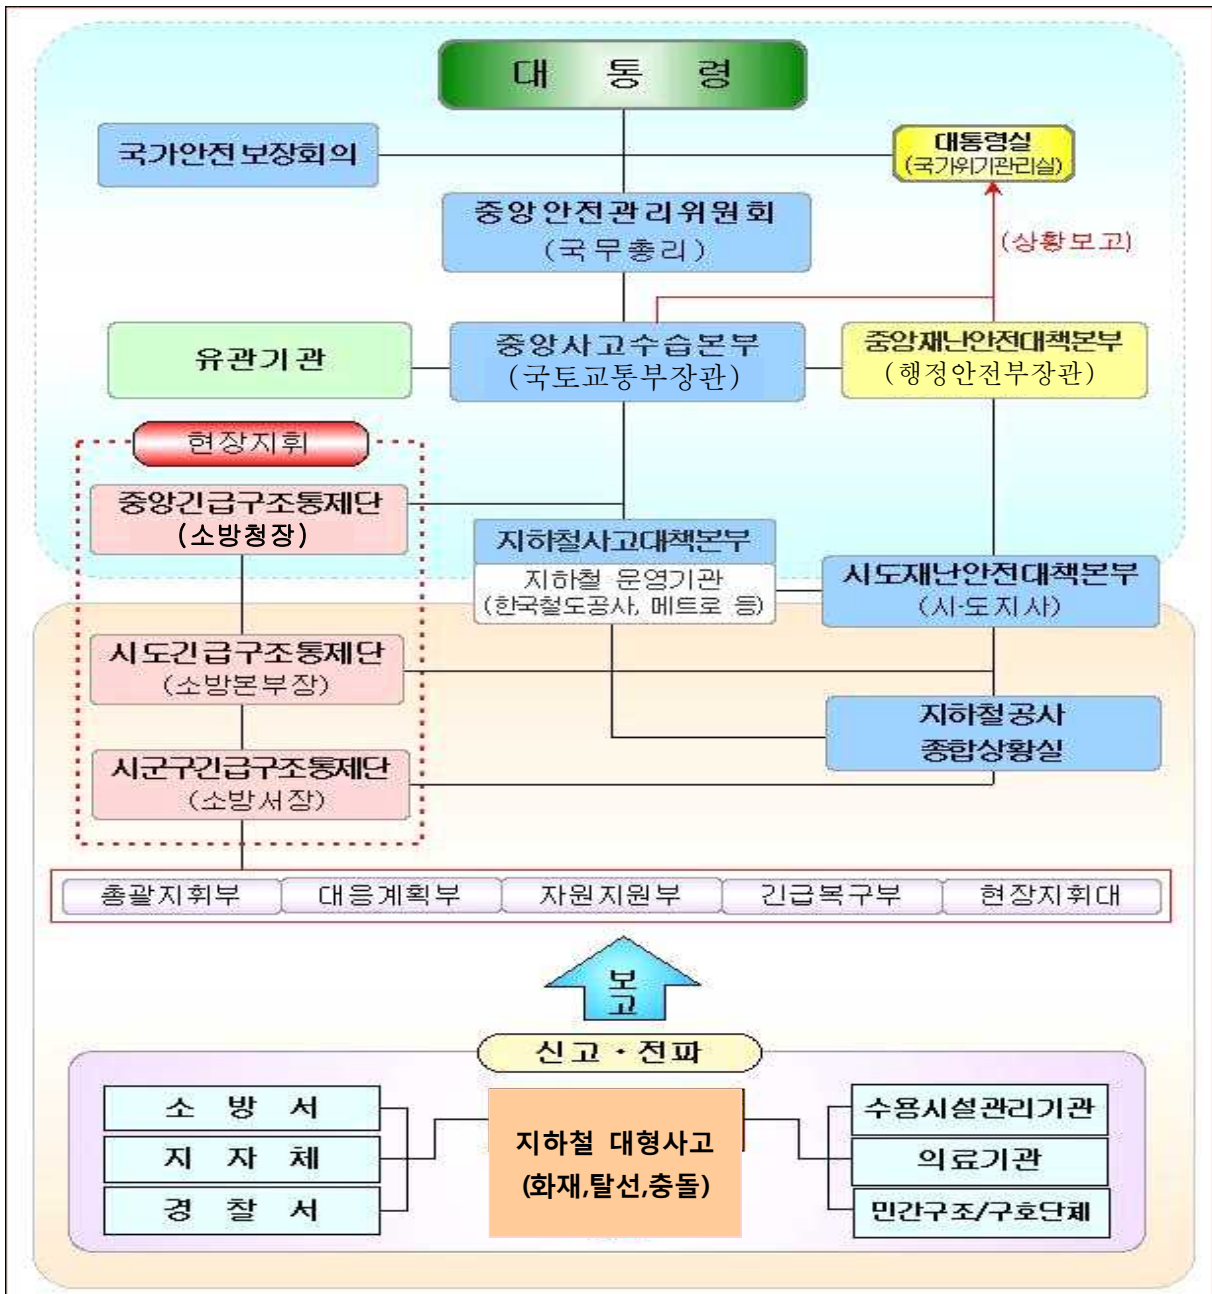 대 통 령
국가안전보장회의
대통령실
(국가위기관리실)
중앙안전관리위원회
(국무총리)
(상황보고)
유관기관
중앙사고수습본부
(국토교통부장관)
중앙재난안전대책본부
(행정안전부장관)
현장지휘
중앙긴급구조통제단
(소방청장)
지하철사고대책본부
지하철 운영기관
(한국철도공사, 메트로 등)
시도재난안전대책본부
(시·도지사)
시도긴급구조통제단
(소방본부장)
지하철공사
종합상황실
시군구긴급구조통제단
(소방서장)
총괄지휘부
대응계획부
자원지원부
긴급복구부
현장지휘대
보
고
신고·전파
소 방 서
지 자 체
경 찰 서
지하철 대형사고
(화재,탈선,충돌)
수용시설관리기관
의료기관
민간구조/구호단체